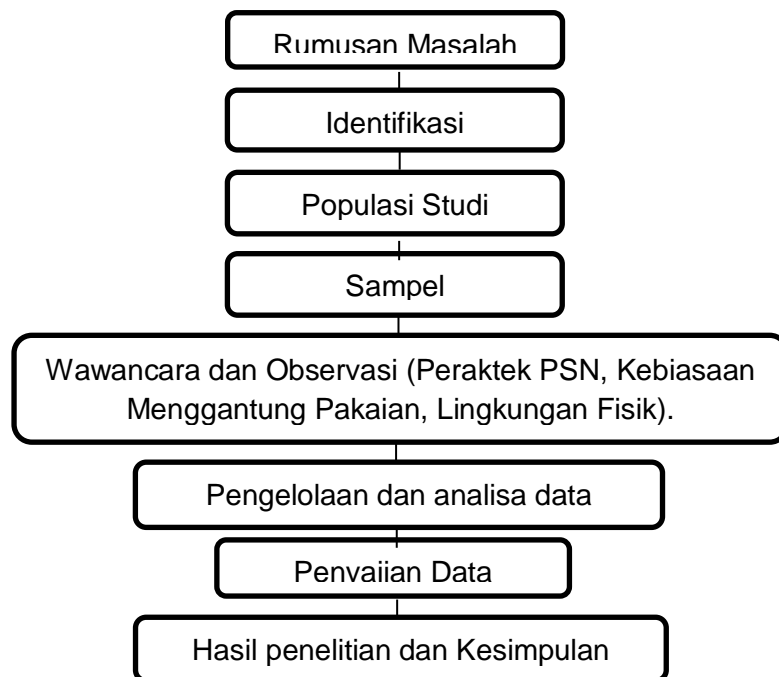 Rumusan Masalah
Identifikasi
Populasi Studi
Sampel
Wawancara dan Observasi (Peraktek PSN, Kebiasaan
Menggantung Pakaian, Lingkungan Fisik).
Pengelolaan dan analisa data
Penyajian Data
Hasil penelitian dan Kesimpulan